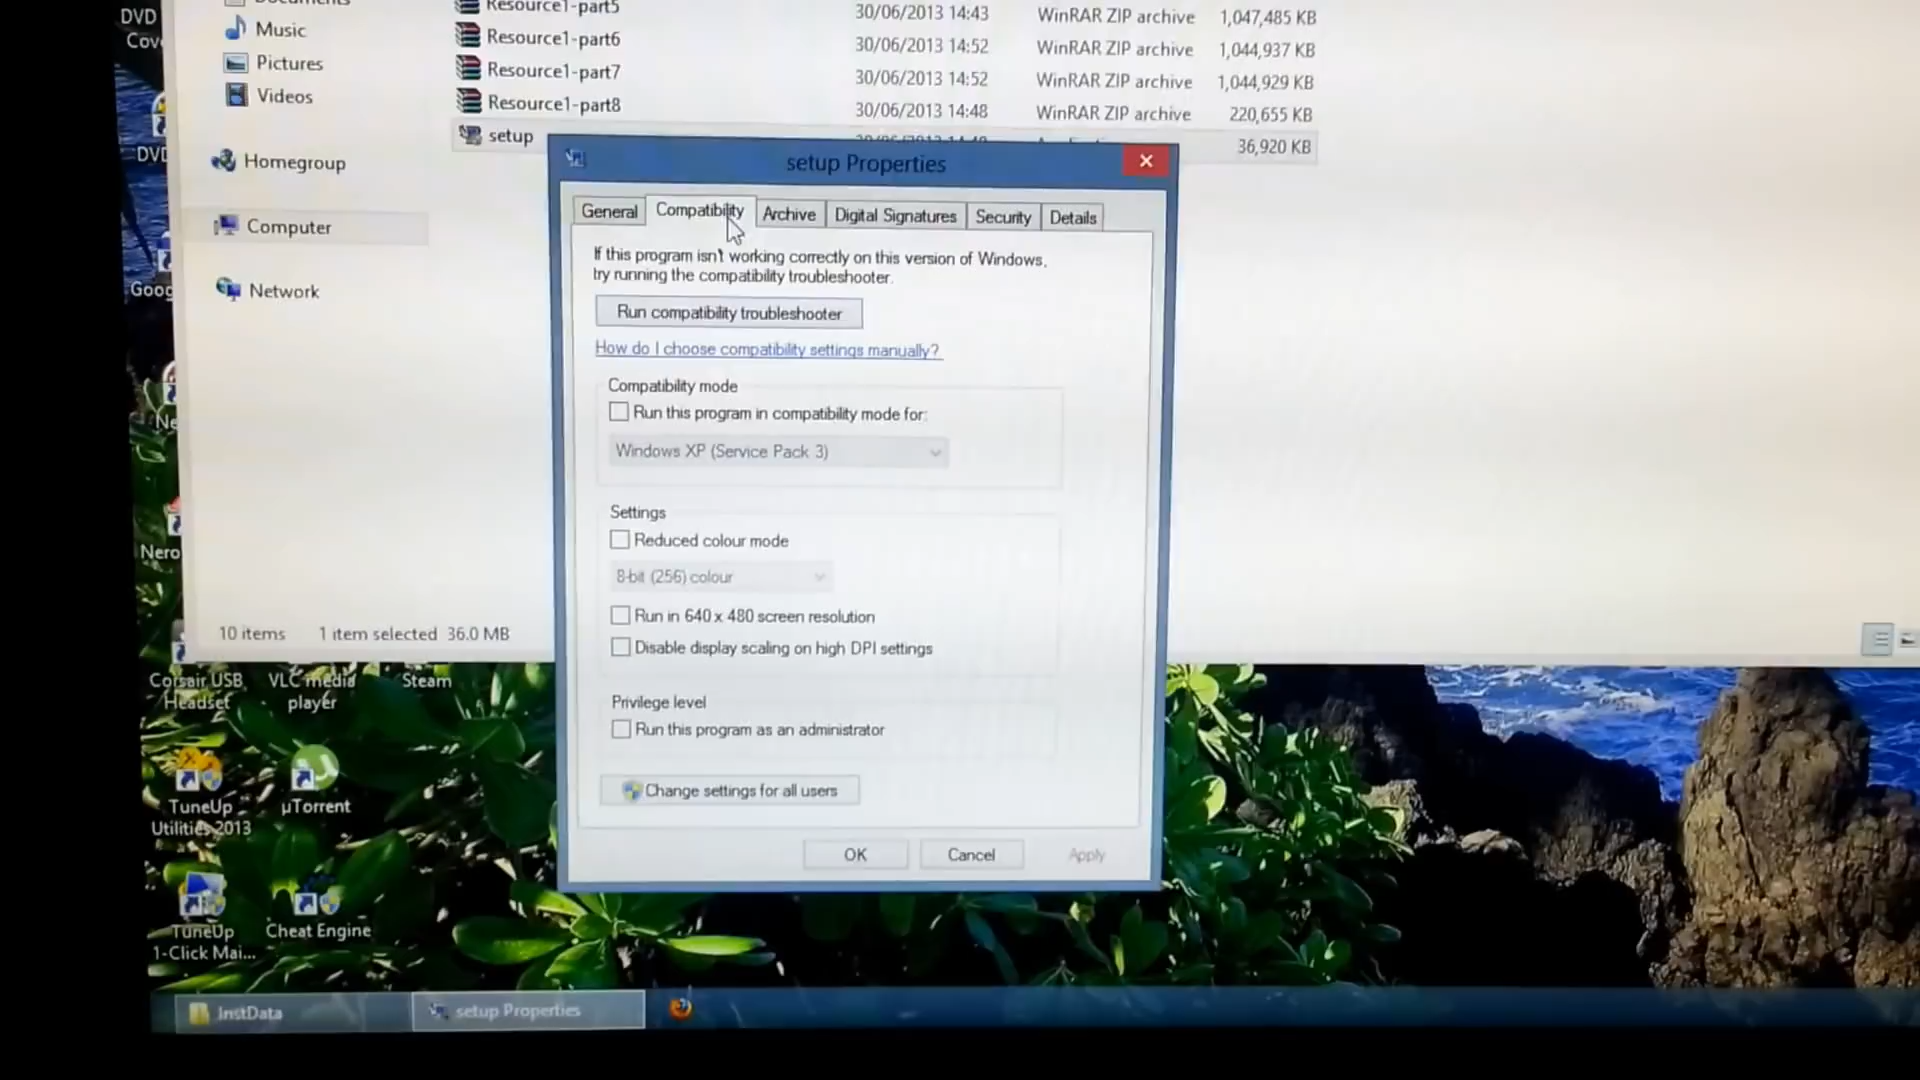 DVD
Documents
Resource1-part5 30/06/2013 14:43 WinRAR ZIP archive 1,047,485 KB
Music
Resource1-part6 30/06/2013 14:52 WinRAR ZIP archive 1,044,937 KB
Pictures
Resource1-part7 30/06/2013 14:52 WinRAR ZIP archive 1,044,929 KB
Videos
Resource1-part8 30/06/2013 14:48 WinRAR ZIP archive 220,655 KB
setup 36,920 KB
DVD
Homegroup
Computer
Goog
Network
Ne
Nero
10 items 1 item selected 36.0 MB
setup Properties
General Compatibility Archive Digital Signatures Security Details
If this program isn't working correctly on this version of Windows,
try running the compatibility troubleshooter.
Run compatibility troubleshooter
How do I choose compatibility settings manually?
Compatibility mode
Run this program in compatibility mode for:
Windows XP (Service Pack 3)
Settings
Reduced colour mode
8-bit (256) colour
Run in 640 x 480 screen resolution
Disable display scaling on high DPI settings
Privilege level
Run this program as an administrator
Change settings for all users
OK Cancel Apply
Corsair USB
Headset
VLC media
player
Steam
TuneUp
Utilities 2013
µTorrent
TuneUp
1-Click Mai...
Cheat Engine
InstData
setup Properties